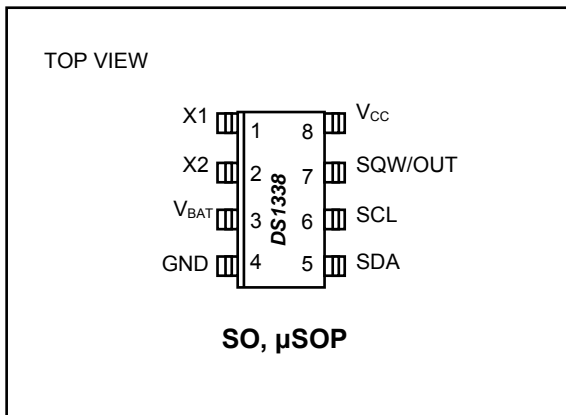 TOP VIEW
X1 1 8 VCC
X2 2 7 SQW/OUT
VBAT 3 6 SCL
GND 4 5 SDA
DS1338
SO, µSOP